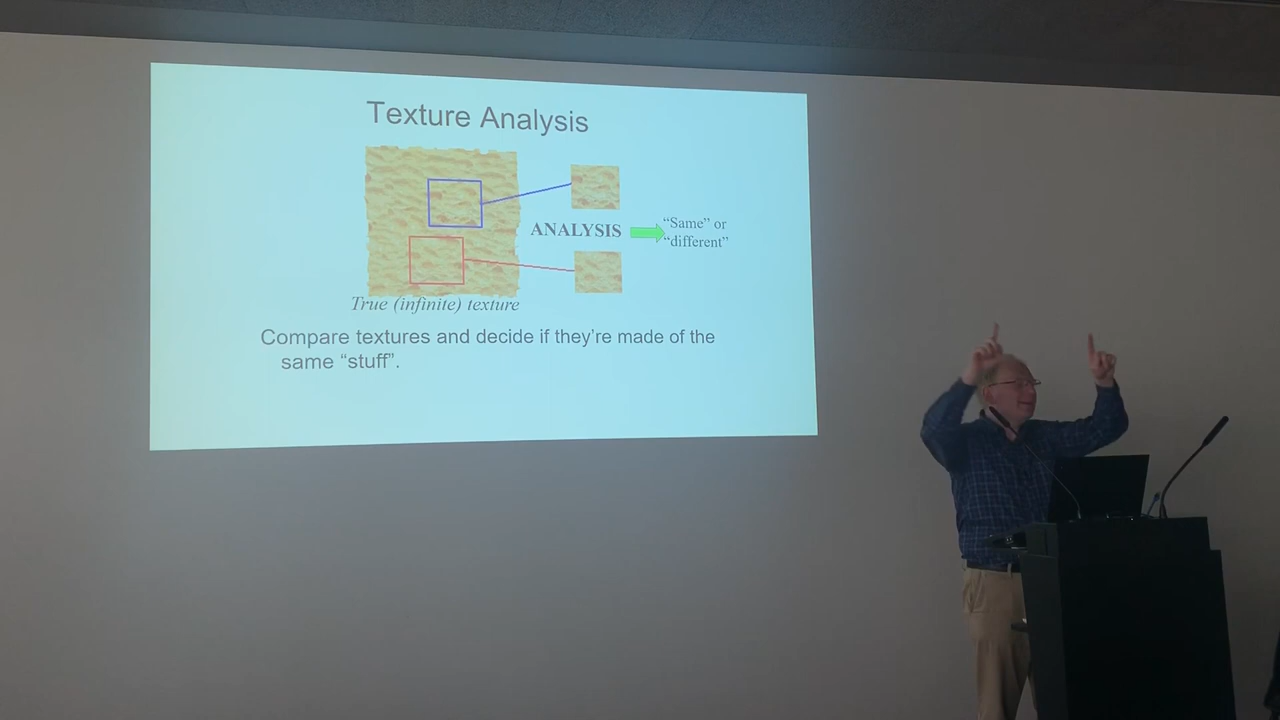 Texture Analysis
ANALYSIS
“Same” or
“different”
True (infinite) texture
Compare textures and decide if they’re made of the
same “stuff”.